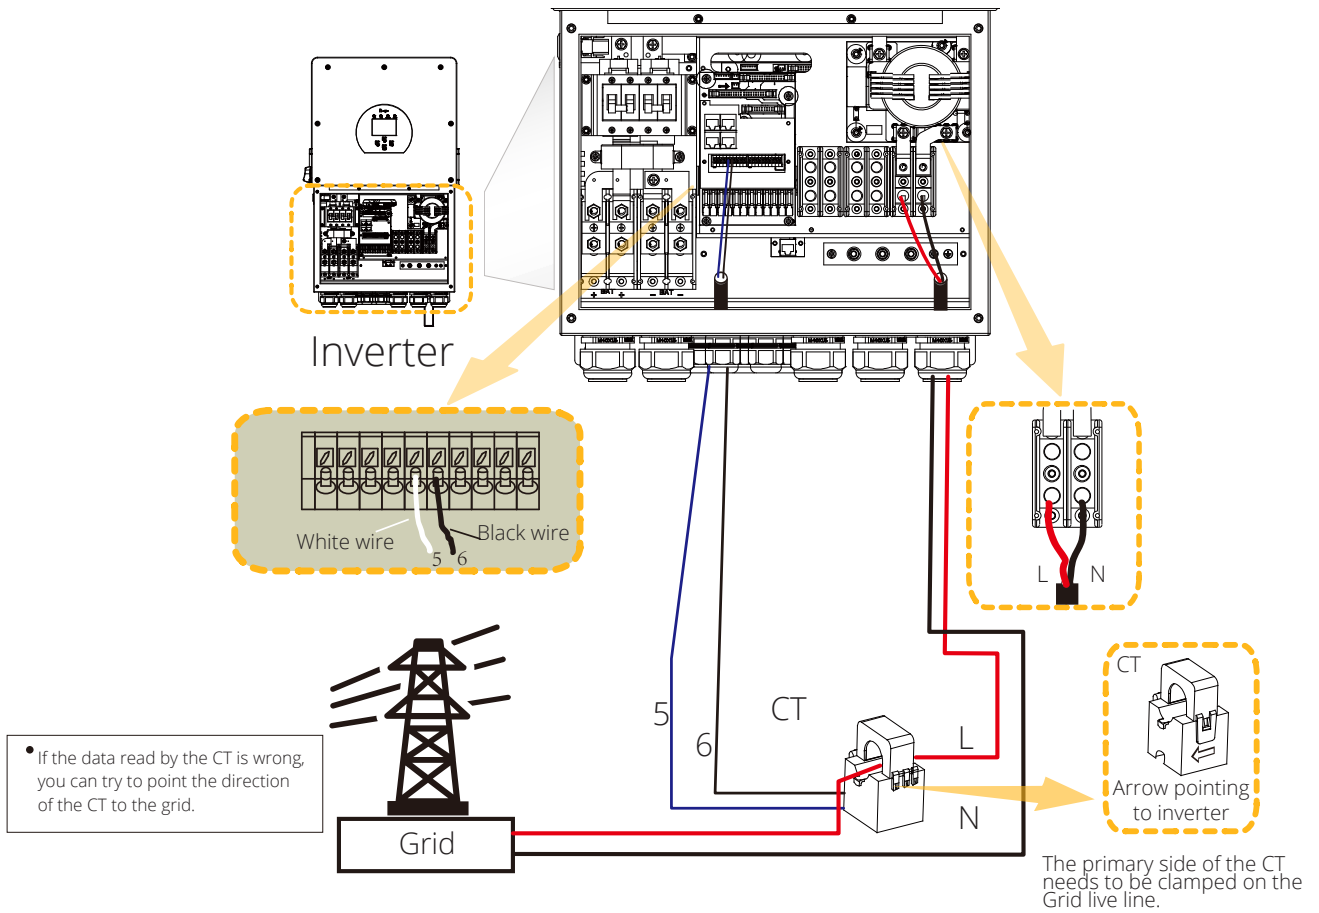 Inverter
+ BAT +
- BAT -
White wire
Black wire
5 6
L N
5
6
CT
L
N
CT
Arrow pointing
to inverter
The primary side of the CT
needs to be clamped on the
Grid live line.
• If the data read by the CT is wrong,
you can try to point the direction
of the CT to the grid.
Grid